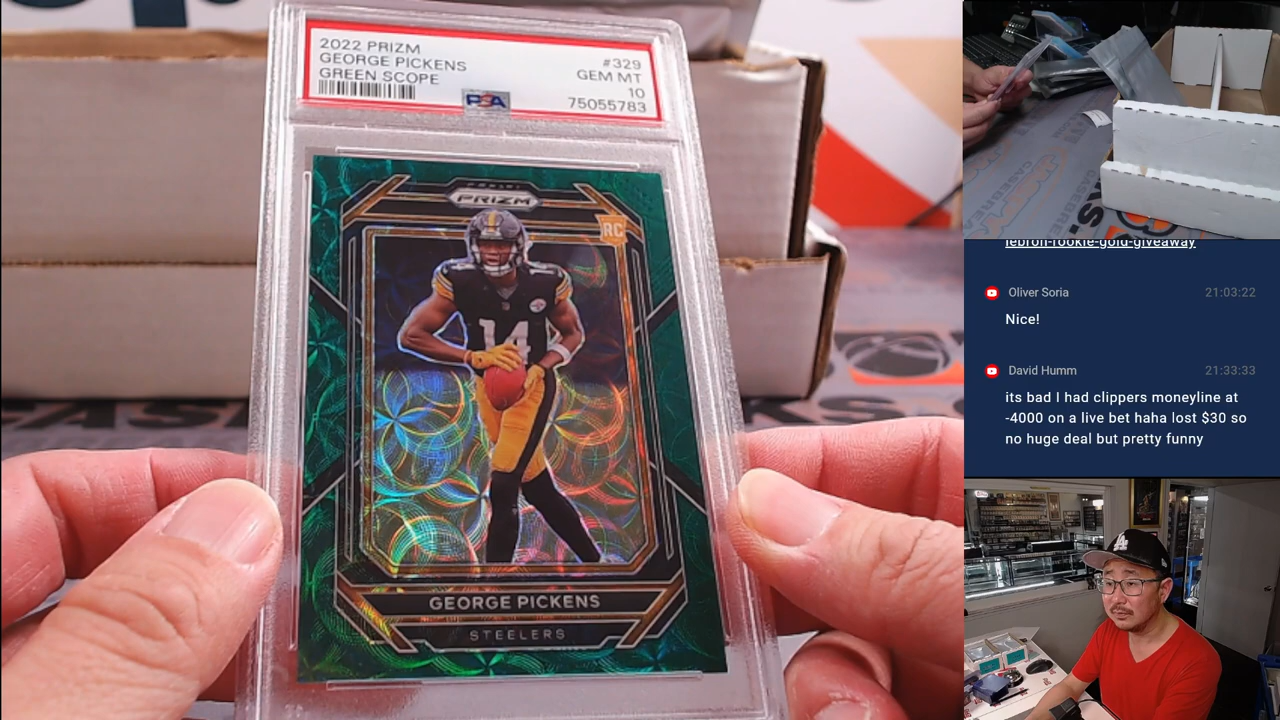 2022 PRIZM
GEORGE PICKENS
GREEN SCOPE
#329
GEM MT
10
75055783
PSA
PRIZM
RC
14
14
GEORGE PICKENS
STEELERS
lebron-rookie-gold-giveaway
Oliver Soria 21:03:22
Nice!
David Humm 21:33:33
its bad I had clippers moneyline at
-4000 on a live bet haha lost $30 so
no huge deal but pretty funny
LA